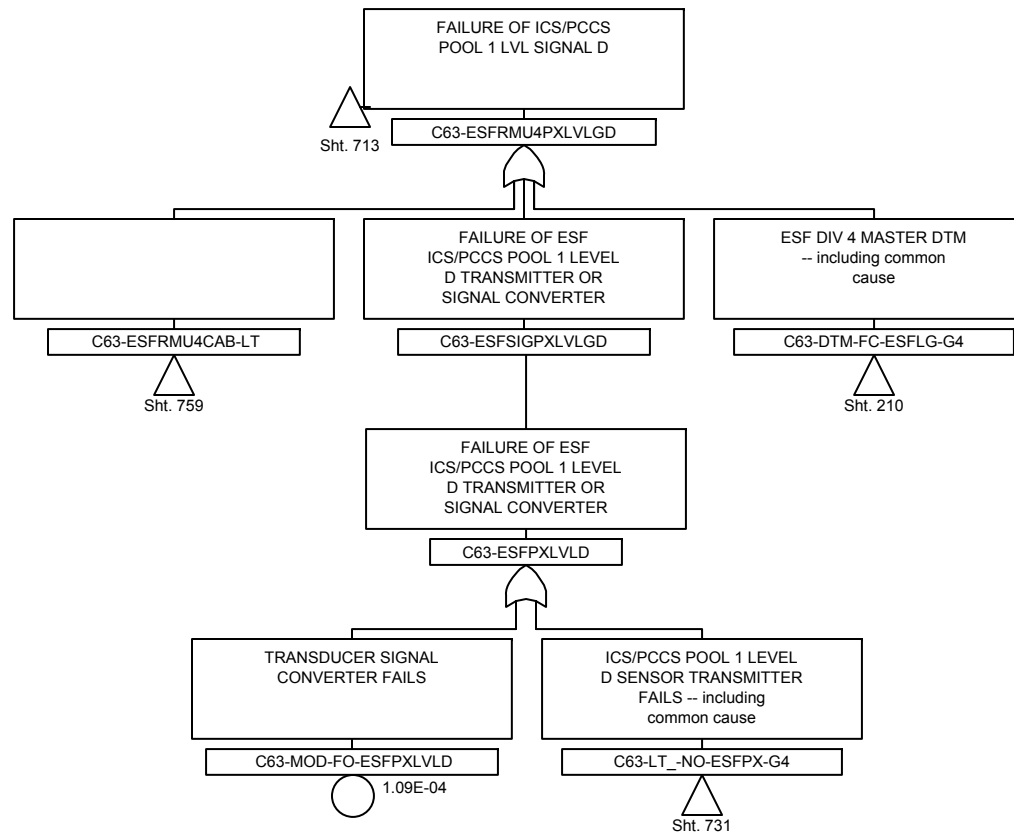 FAILURE OF ICS/PCCS
POOL 1 LVL SIGNAL D
Sht. 713
C63-ESFRMU4PXLVLGD
C63-ESFRMU4CAB-LT
Sht. 759
FAILURE OF ESF
ICS/PCCS POOL 1 LEVEL
D TRANSMITTER OR
SIGNAL CONVERTER
C63-ESFSIGPXLVLGD
ESF DIV 4 MASTER DTM
-- including common
cause
C63-DTM-FC-ESFLG-G4
Sht. 210
FAILURE OF ESF
ICS/PCCS POOL 1 LEVEL
D TRANSMITTER OR
SIGNAL CONVERTER
C63-ESFPXLVLD
TRANSDUCER SIGNAL
CONVERTER FAILS
C63-MOD-FO-ESFPXLVLD
1.09E-04
ICS/PCCS POOL 1 LEVEL
D SENSOR TRANSMITTER
FAILS -- including
common cause
C63-LT_-NO-ESFPX-G4
Sht. 731